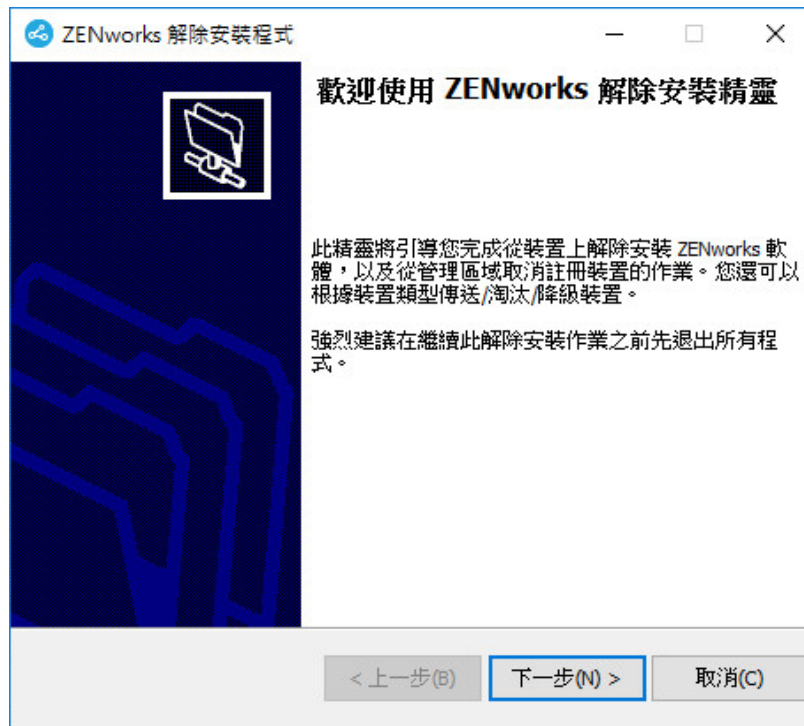 ZENworks 解除安裝程式
歡迎使用 ZENworks 解除安裝精靈
此精靈將引導您完成從裝置上解除安裝 ZENworks 軟
體，以及從管理區域取消註冊裝置的作業。您還可以
根據裝置類型傳送/淘汰/降級裝置。
強烈建議在繼續此解除安裝作業之前先退出所有程
式。
< 上一步(B)
下一步(N) >
取消(C)